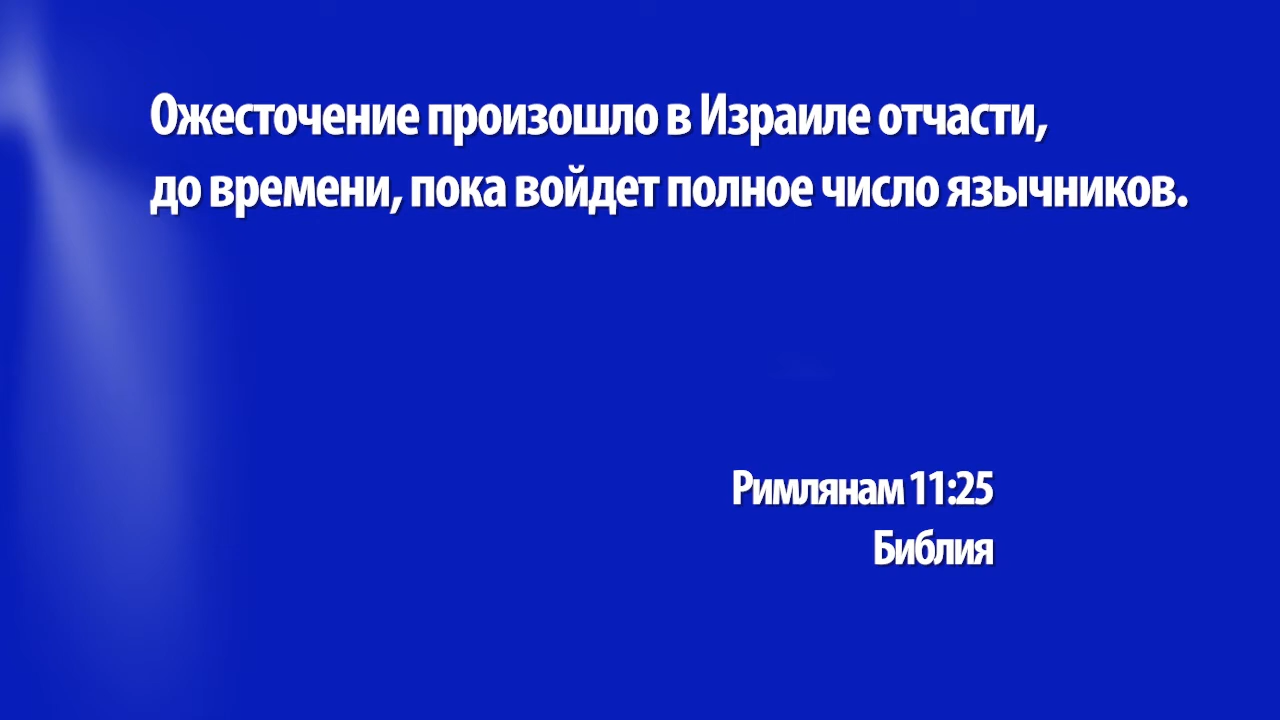 Ожесточение произошло в Израиле отчасти,
до времени, пока войдет полное число язычников.
Римлянам 11:25
Библия